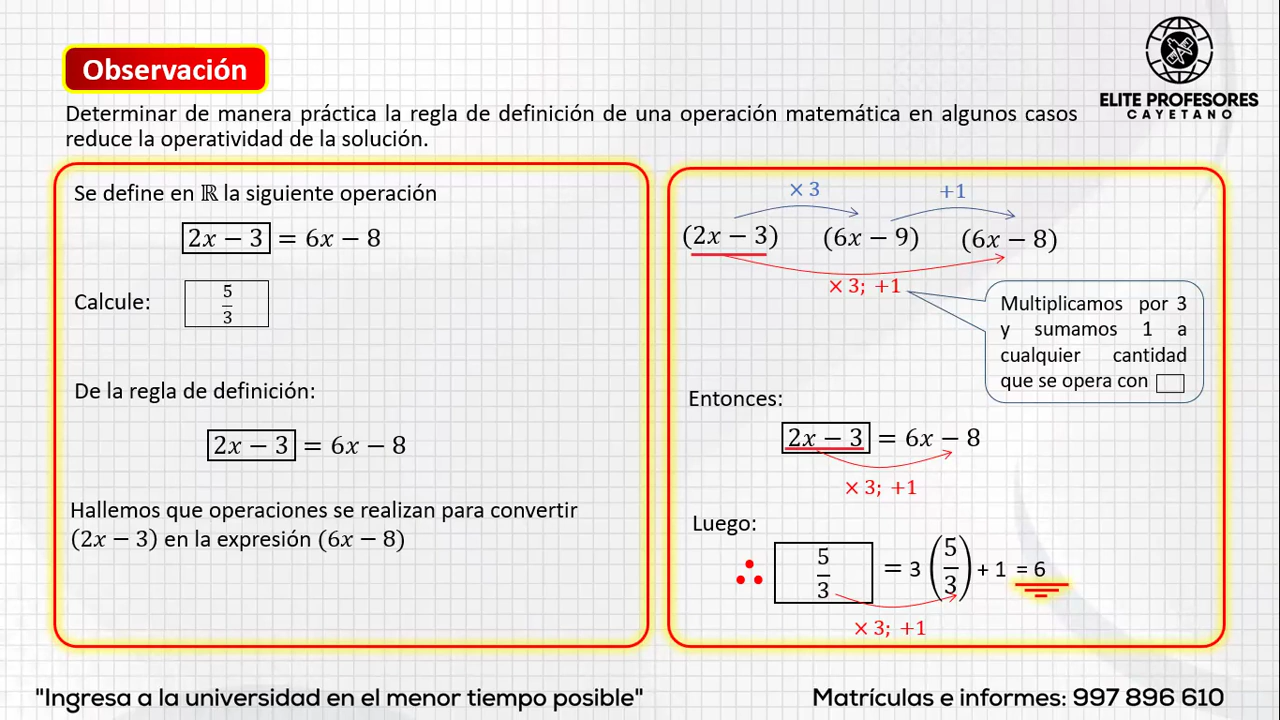 Observación
ELITE PROFESORES
CAYETANO
Determinar de manera práctica la regla de definición de una operación matemática en algunos casos
reduce la operatividad de la solución.
Se define en ℝ la siguiente operación
2x − 3 = 6x − 8
Calcule: 5/3
De la regla de definición:
2x − 3 = 6x − 8
Hallemos que operaciones se realizan para convertir
(2x − 3) en la expresión (6x − 8)
× 3 +1
(2x − 3) (6x − 9) (6x − 8)
× 3; +1
Multiplicamos por 3
y sumamos 1 a
cualquier cantidad
que se opera con
Entonces:
2x − 3 = 6x − 8
× 3; +1
Luego:
∴ 5/3 = 3 (5/3) + 1 = 6
× 3; +1
"Ingresa a la universidad en el menor tiempo posible"
Matrículas e informes: 997 896 610